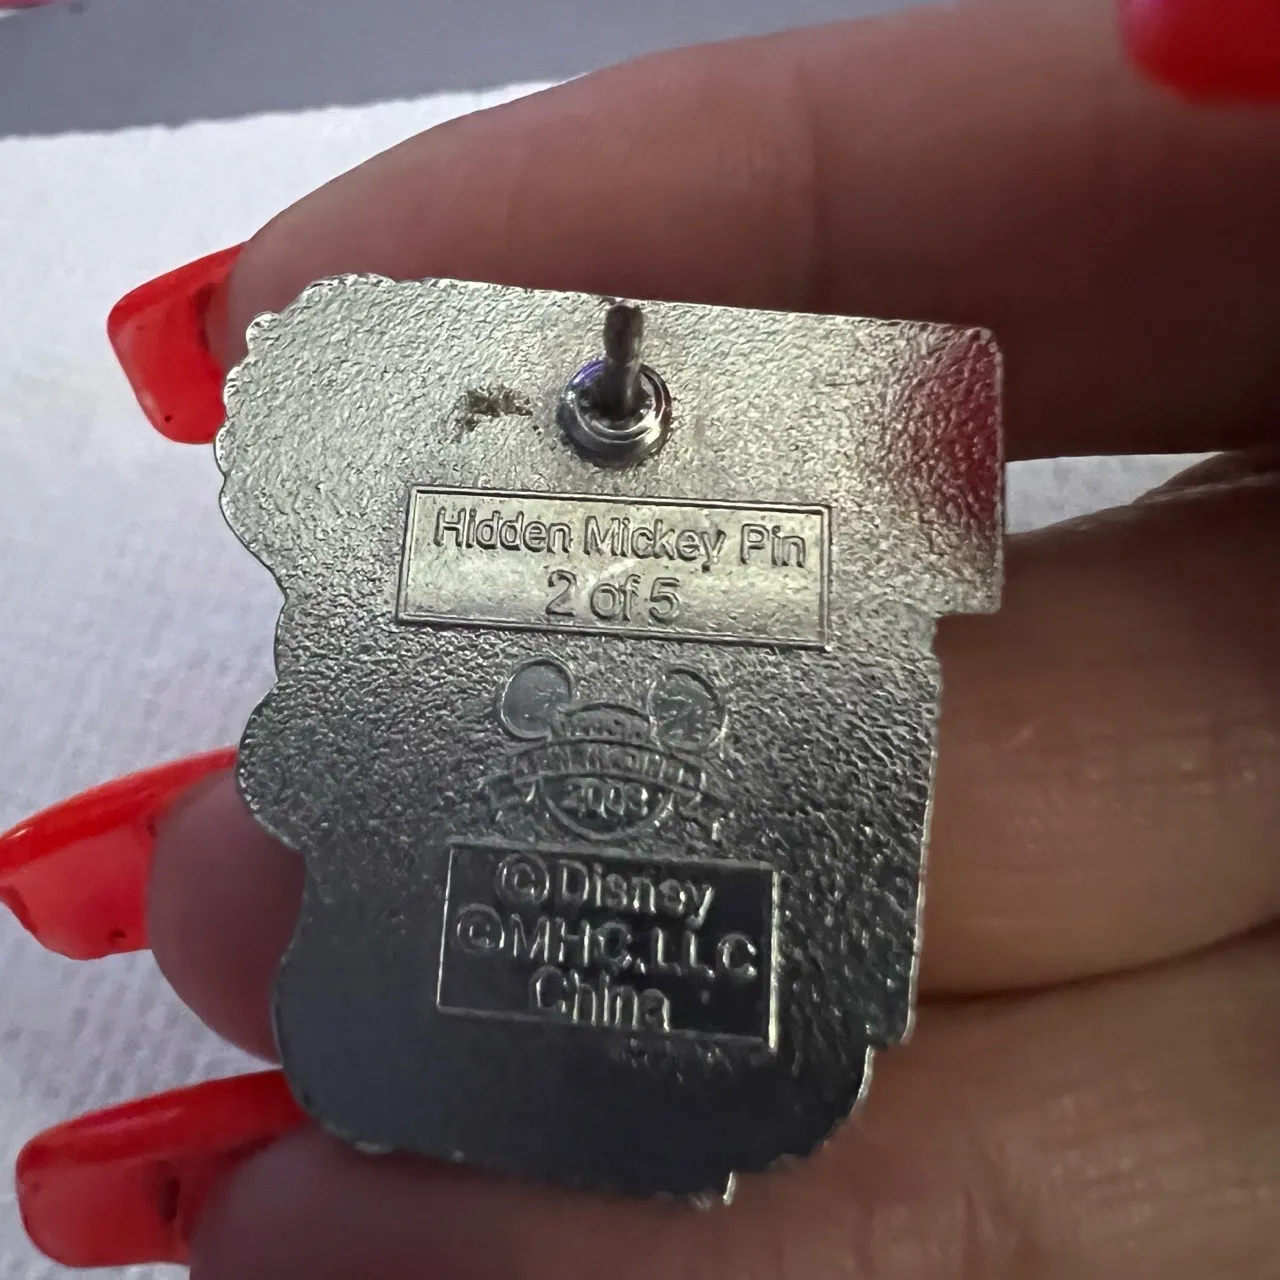 Hidden Mickey Pin
2 of 5
2008
©Disney
©MHC.LLC
China